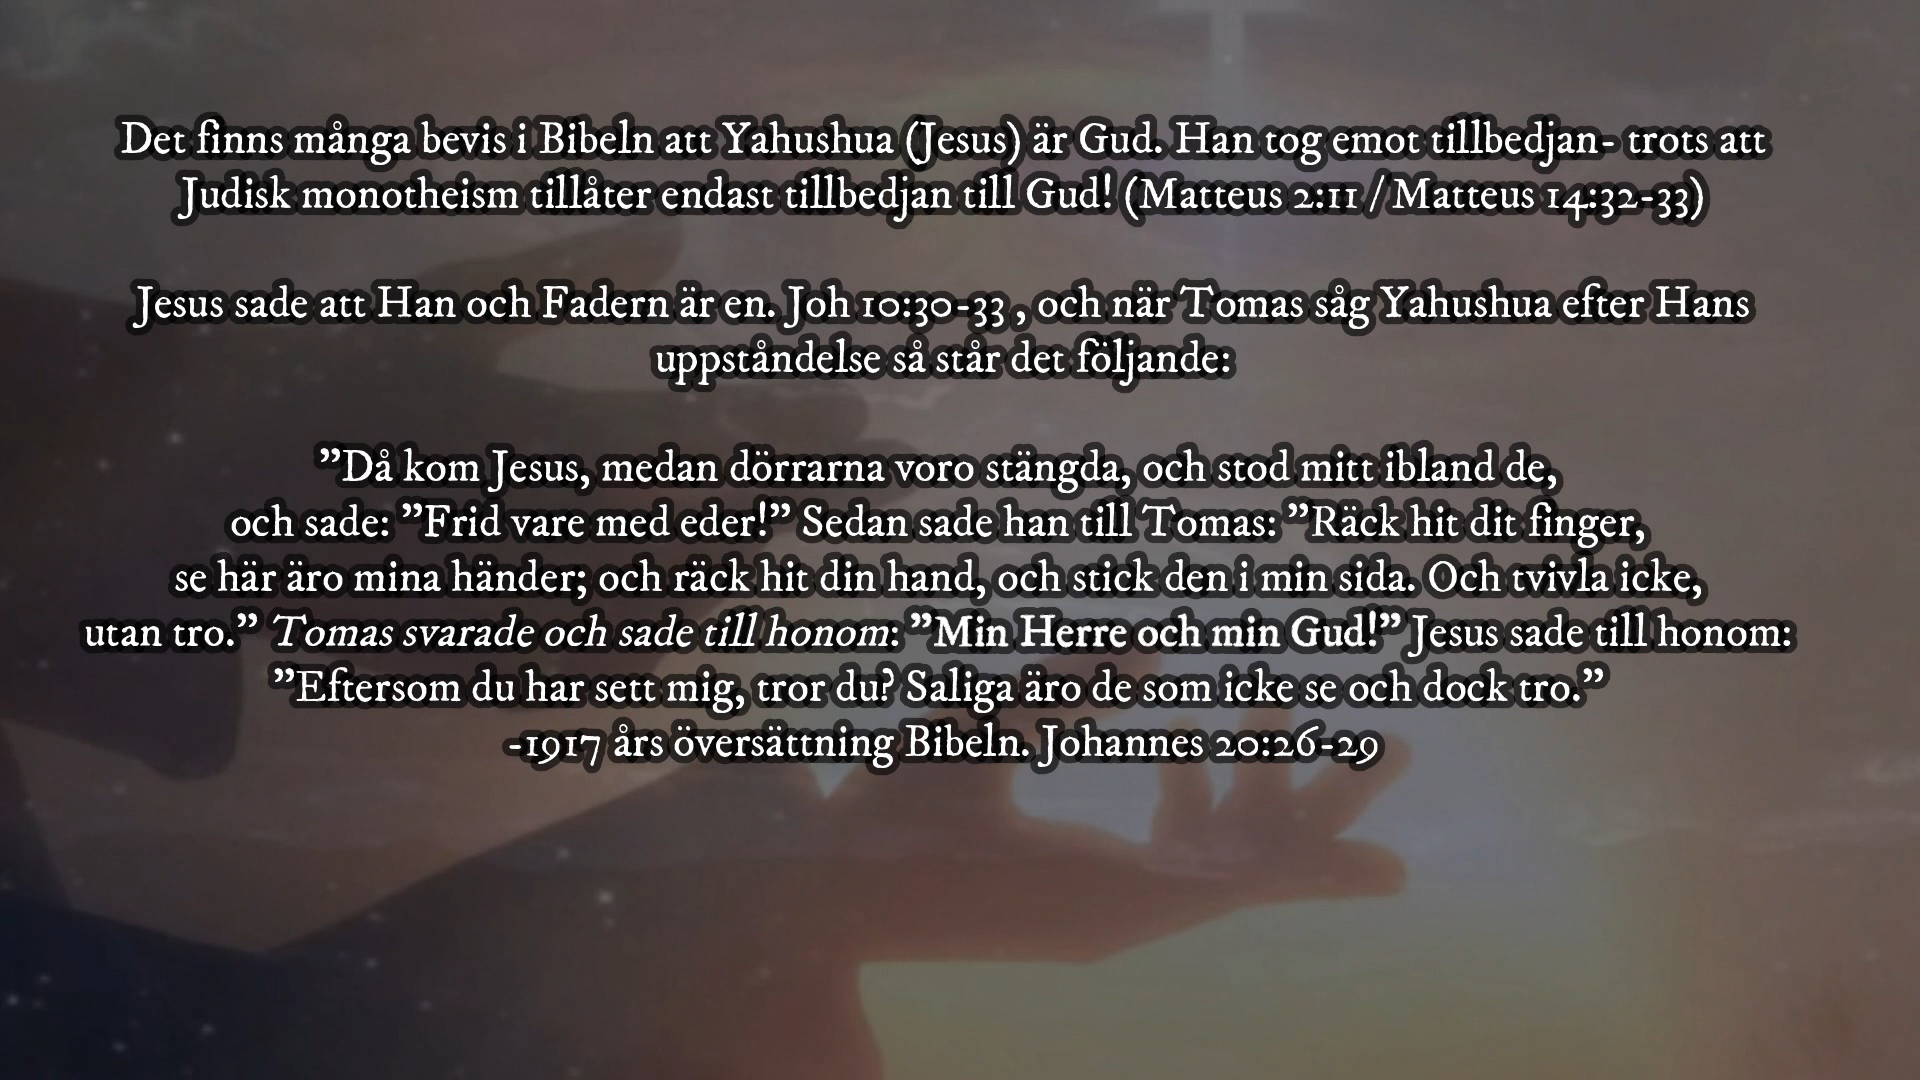 Det finns många bevis i Bibeln att Yahushua (Jesus) är Gud. Han tog emot tillbedjan- trots att
Judisk monotheism tillåter endast tillbedjan till Gud! (Matteus 2:11 / Matteus 14:32-33)
Jesus sade att Han och Fadern är en. Joh 10:30-33 , och när Tomas såg Yahushua efter Hans
uppståndelse så står det följande:
”Då kom Jesus, medan dörrarna voro stängda, och stod mitt ibland de,
och sade: ”Frid vare med eder!” Sedan sade han till Tomas: ”Räck hit dit finger,
se här äro mina händer; och räck hit din hand, och stick den i min sida. Och tvivla icke,
utan tro.” Tomas svarade och sade till honom: ”Min Herre och min Gud!” Jesus sade till honom:
”Eftersom du har sett mig, tror du? Saliga äro de som icke se och dock tro.”
-1917 års översättning Bibeln. Johannes 20:26-29